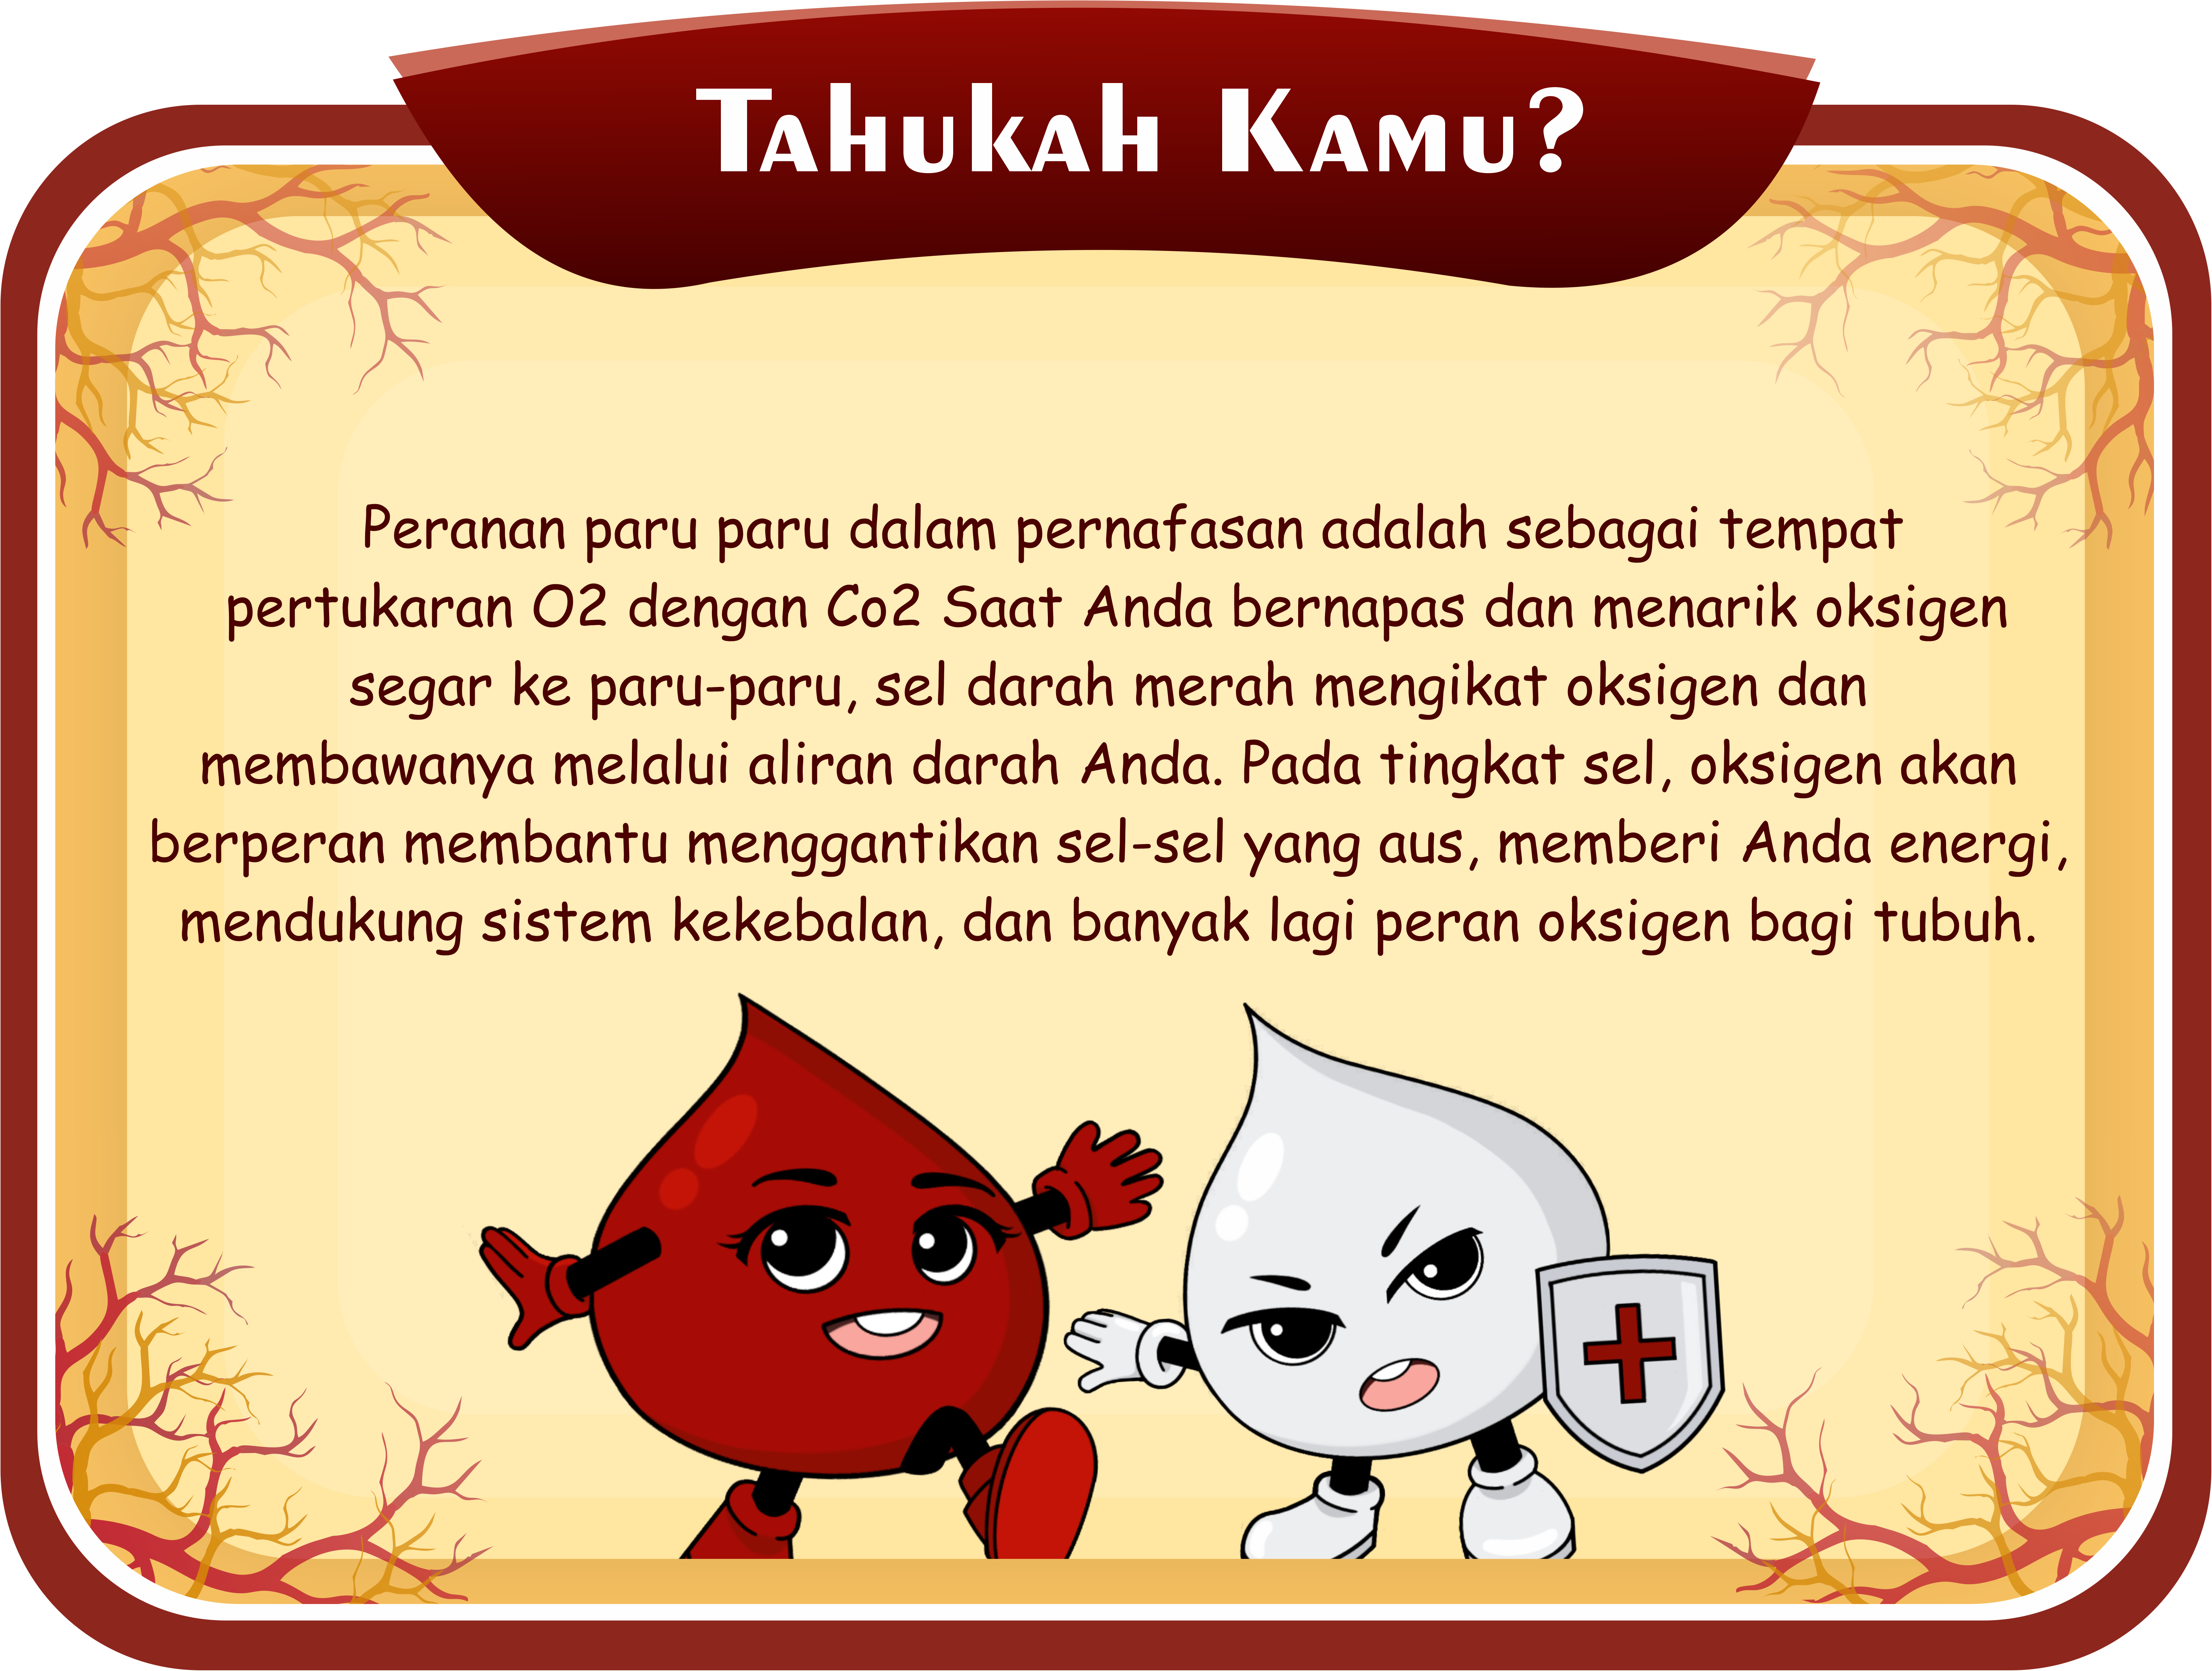 Tahukah Kamu?
Peranan paru paru dalam pernafasan adalah sebagai tempat
pertukaran O2 dengan Co2 Saat Anda bernapas dan menarik oksigen
segar ke paru-paru, sel darah merah mengikat oksigen dan
membawanya melalui aliran darah Anda. Pada tingkat sel, oksigen akan
berperan membantu menggantikan sel-sel yang aus, memberi Anda energi,
mendukung sistem kekebalan, dan banyak lagi peran oksigen bagi tubuh.